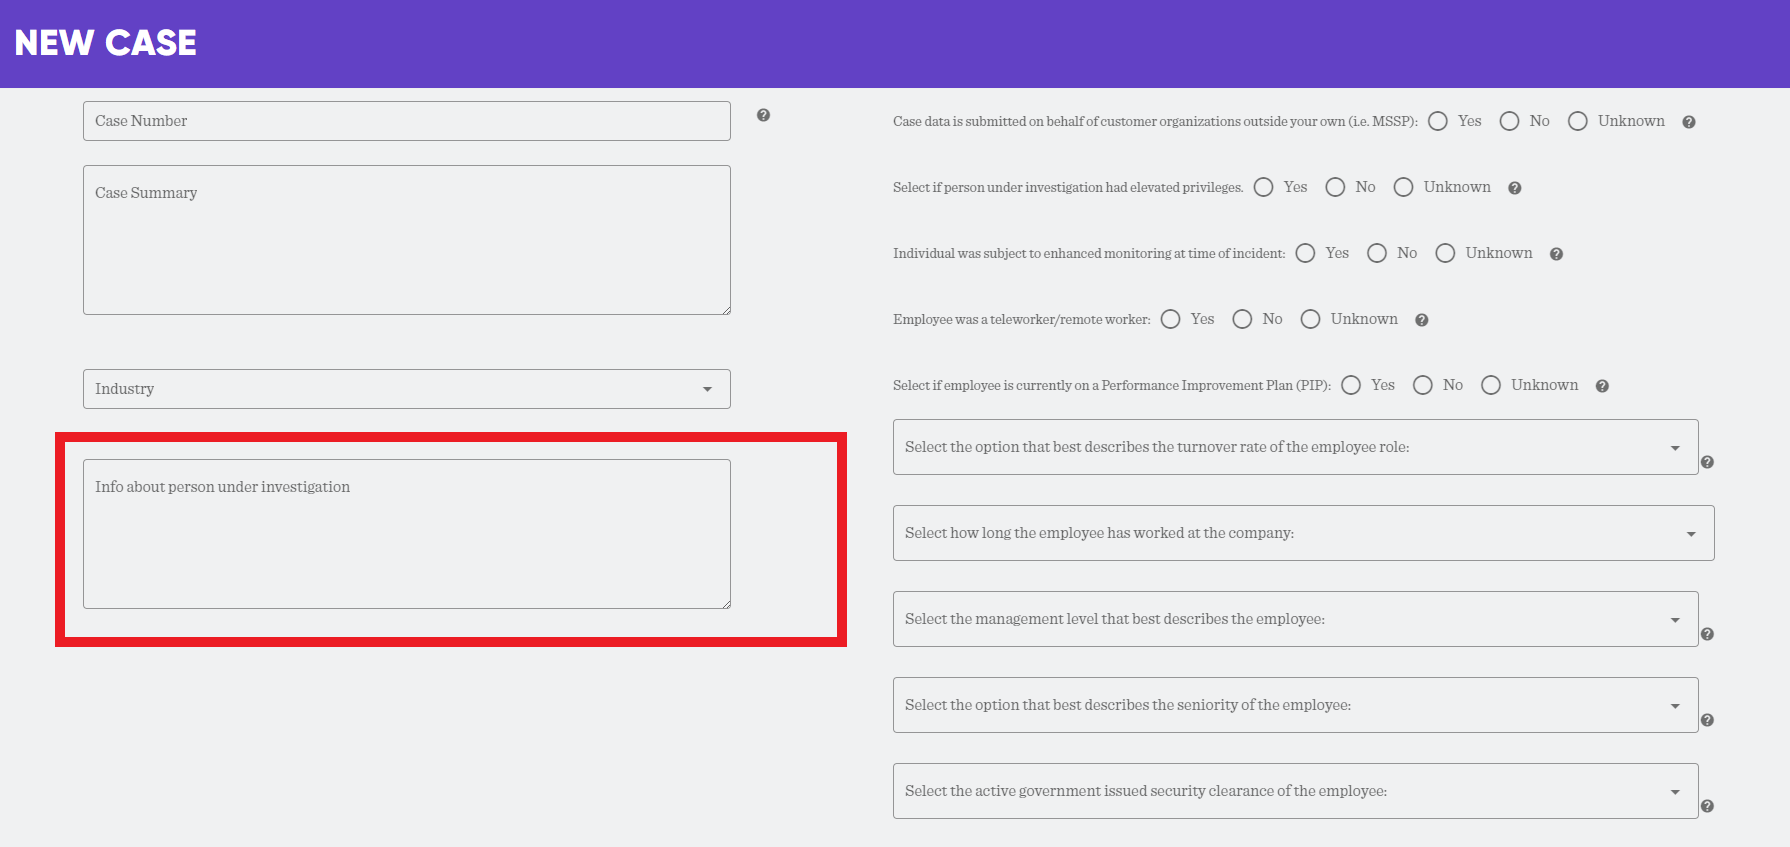 NEW CASE
Case Number
Case Summary
Industry
Info about person under investigation
Case data is submitted on behalf of customer organizations outside your own (i.e. MSSP): Yes No Unknown
Select if person under investigation had elevated privileges. Yes No Unknown
Individual was subject to enhanced monitoring at time of incident: Yes No Unknown
Employee was a teleworker/remote worker: Yes No Unknown
Select if employee is currently on a Performance Improvement Plan (PIP): Yes No Unknown
Select the option that best describes the turnover rate of the employee role:
Select how long the employee has worked at the company:
Select the management level that best describes the employee:
Select the option that best describes the seniority of the employee:
Select the active government issued security clearance of the employee: